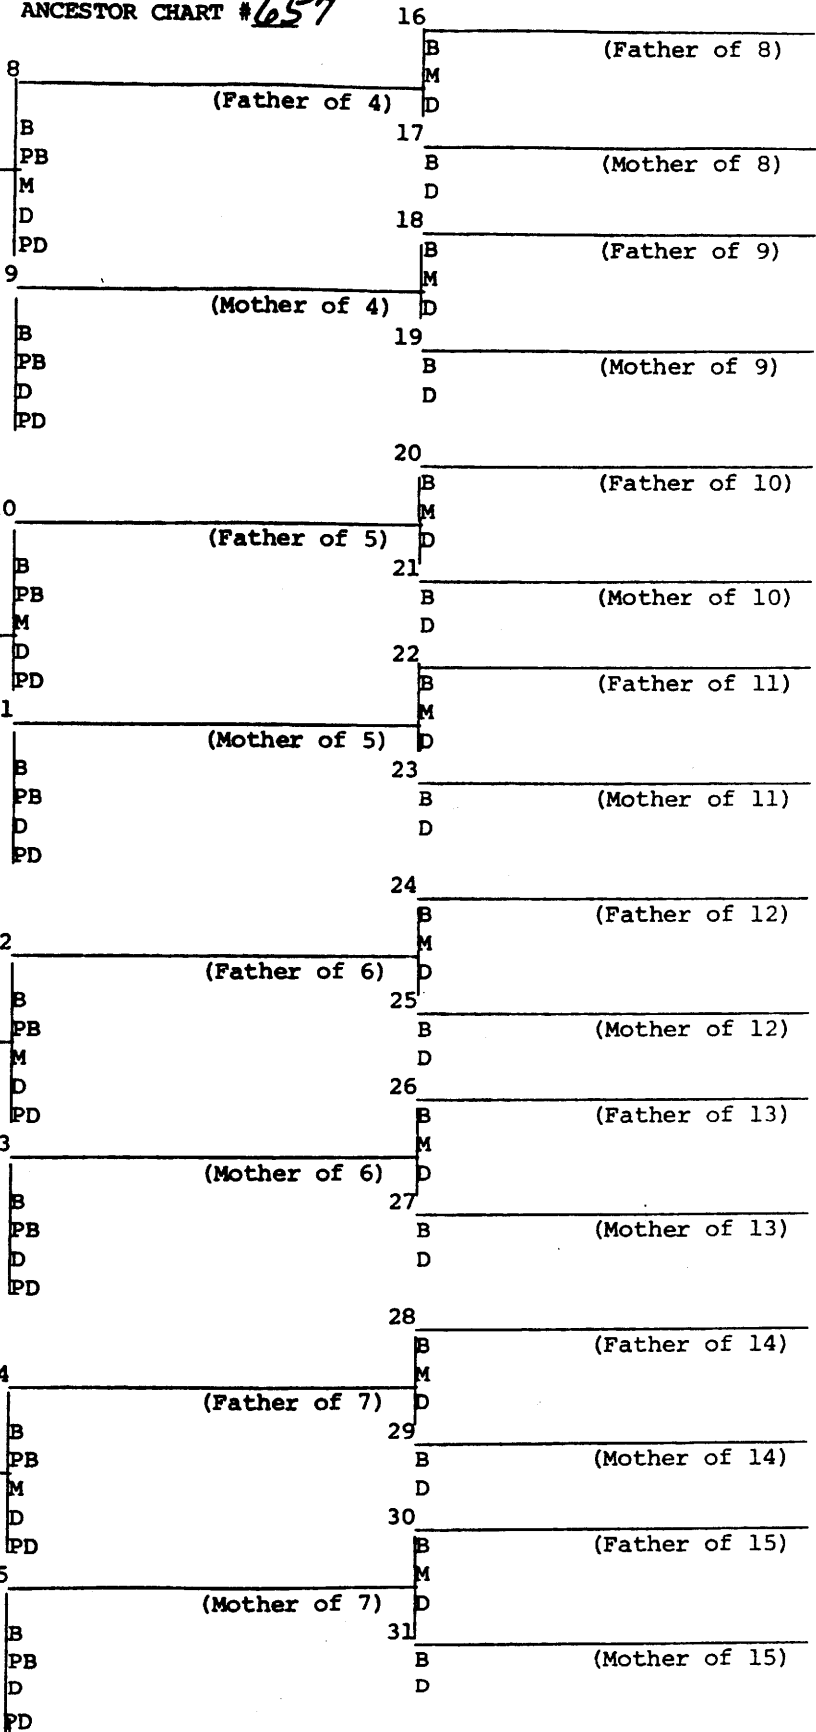 ANCESTOR CHART #657
16
B (Father of 8)
M
8
(Father of 4) D
B
17
PB
B (Mother of 8)
M
D
D
18
PD
B (Father of 9)
9
M
(Mother of 4) D
B
19
PB
B (Mother of 9)
D
D
PD
20
B (Father of 10)
0
M
(Father of 5) D
B
21
PB
B (Mother of 10)
M
D
D
22
PD
B (Father of 11)
1
M
(Mother of 5) D
B
23
PB
B (Mother of 11)
D
D
PD
24
B (Father of 12)
2
M
(Father of 6) D
B
25
PB
B (Mother of 12)
M
D
D
26
PD
B (Father of 13)
3
M
(Mother of 6) D
B
27
PB
B (Mother of 13)
D
D
PD
28
B (Father of 14)
4
M
(Father of 7) D
B
29
PB
B (Mother of 14)
M
D
D
30
PD
B (Father of 15)
5
M
(Mother of 7) D
B
31
PB
B (Mother of 15)
D
D
PD